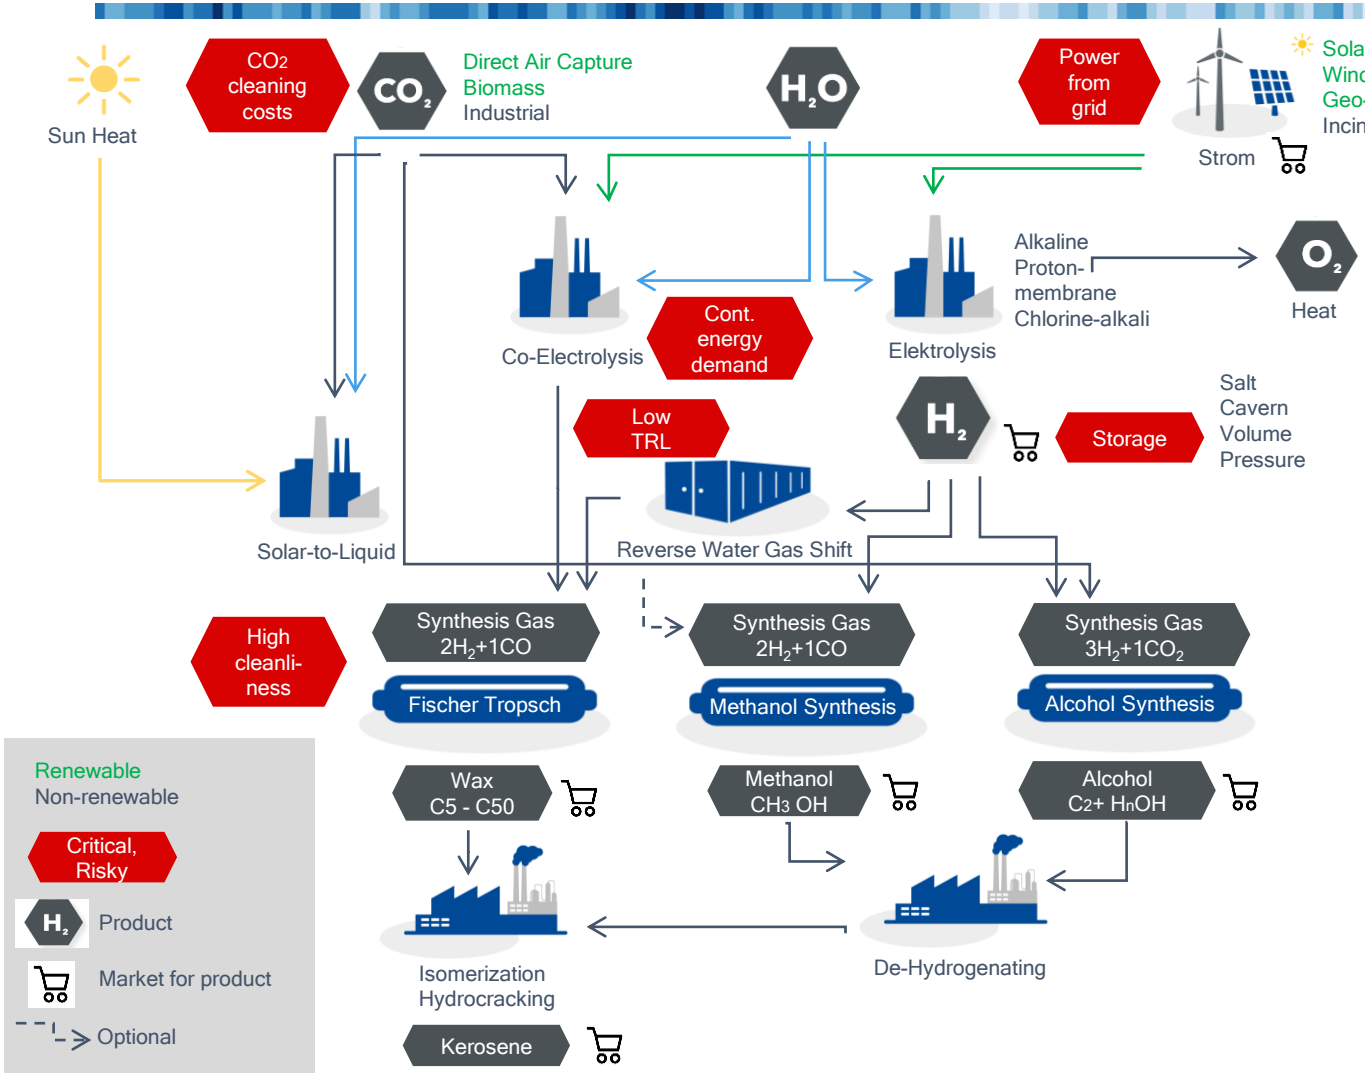 Sun Heat
CO2
cleaning
costs
CO2
Direct Air Capture
Biomass
Industrial
H2O
Power
from
grid
Strom
Alkaline
Proton-
membrane
Chlorine-alkali
O2
Heat
Co-Electrolysis
Cont.
energy
demand
Elektrolysis
H2
Storage
Salt
Cavern
Volume
Pressure
Low
TRL
Solar-to-Liquid
Reverse Water Gas Shift
High
cleanli-
ness
Synthesis Gas
2H2+1CO
Fischer Tropsch
Synthesis Gas
2H2+1CO
Methanol Synthesis
Synthesis Gas
3H2+1CO2
Alcohol Synthesis
Wax
C5 - C50
Methanol
CH3 OH
Alcohol
C2+ HnOH
Isomerization
Hydrocracking
De-Hydrogenating
Kerosene
Renewable
Non-renewable
Critical,
Risky
H2
Product
Market for product
Optional